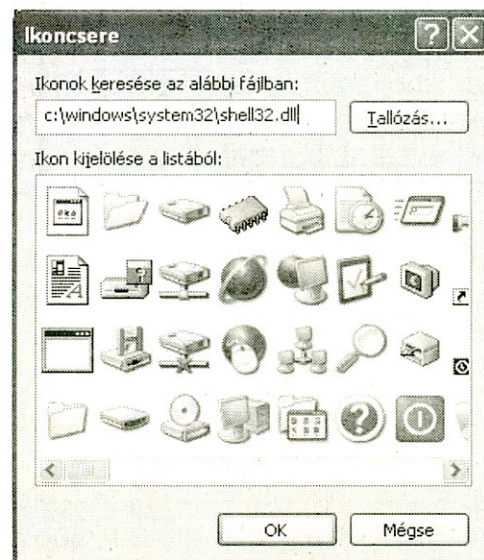 Ikoncsere
Ikonok keresése az alábbi fájlban:
c:\windows\system32\shell32.dll
Tallózás...
Ikon kijelölése a listából:
OK
Mégse